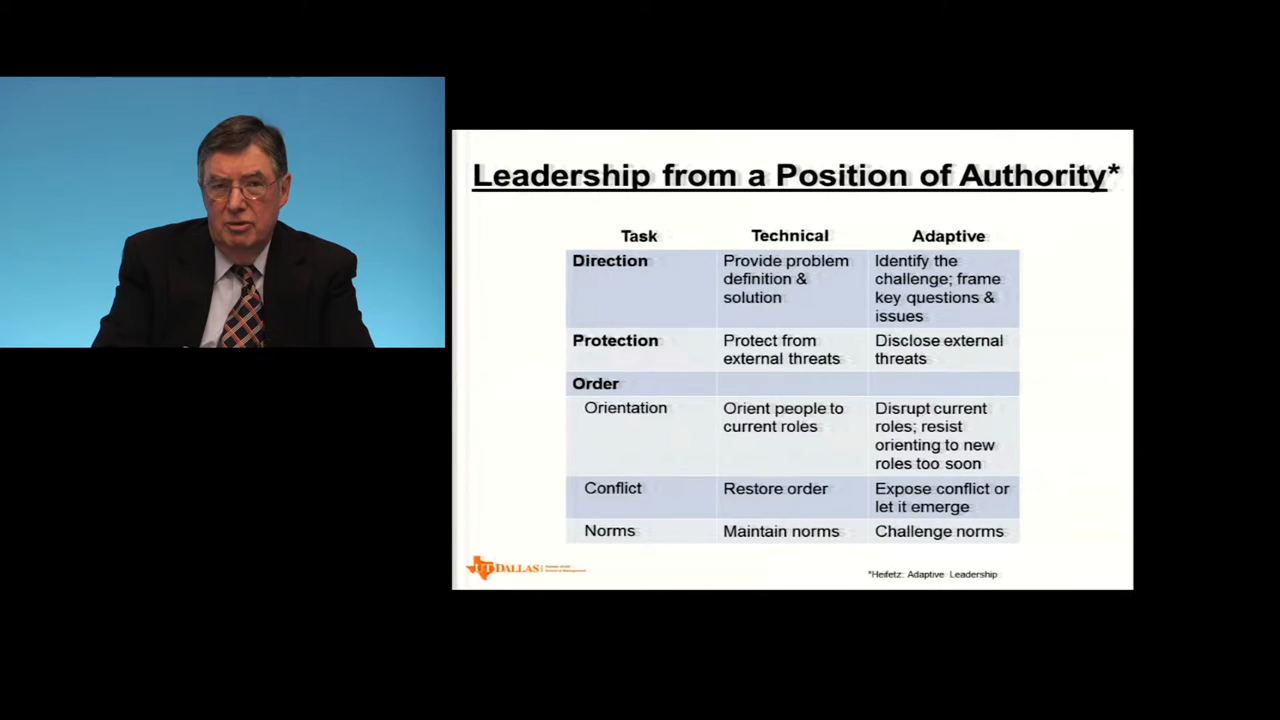 Leadership from a Position of Authority*
Task Technical Adaptive
Direction Provide problem Identify the
definition & challenge; frame
solution key questions &
issues
Protection Protect from Disclose external
external threats threats
Order
Orientation Orient people to Disrupt current
current roles roles; resist
orienting to new
roles too soon
Conflict Restore order Expose conflict or
let it emerge
Norms Maintain norms Challenge norms
UT DALLAS
*Heifetz: Adaptive Leadership